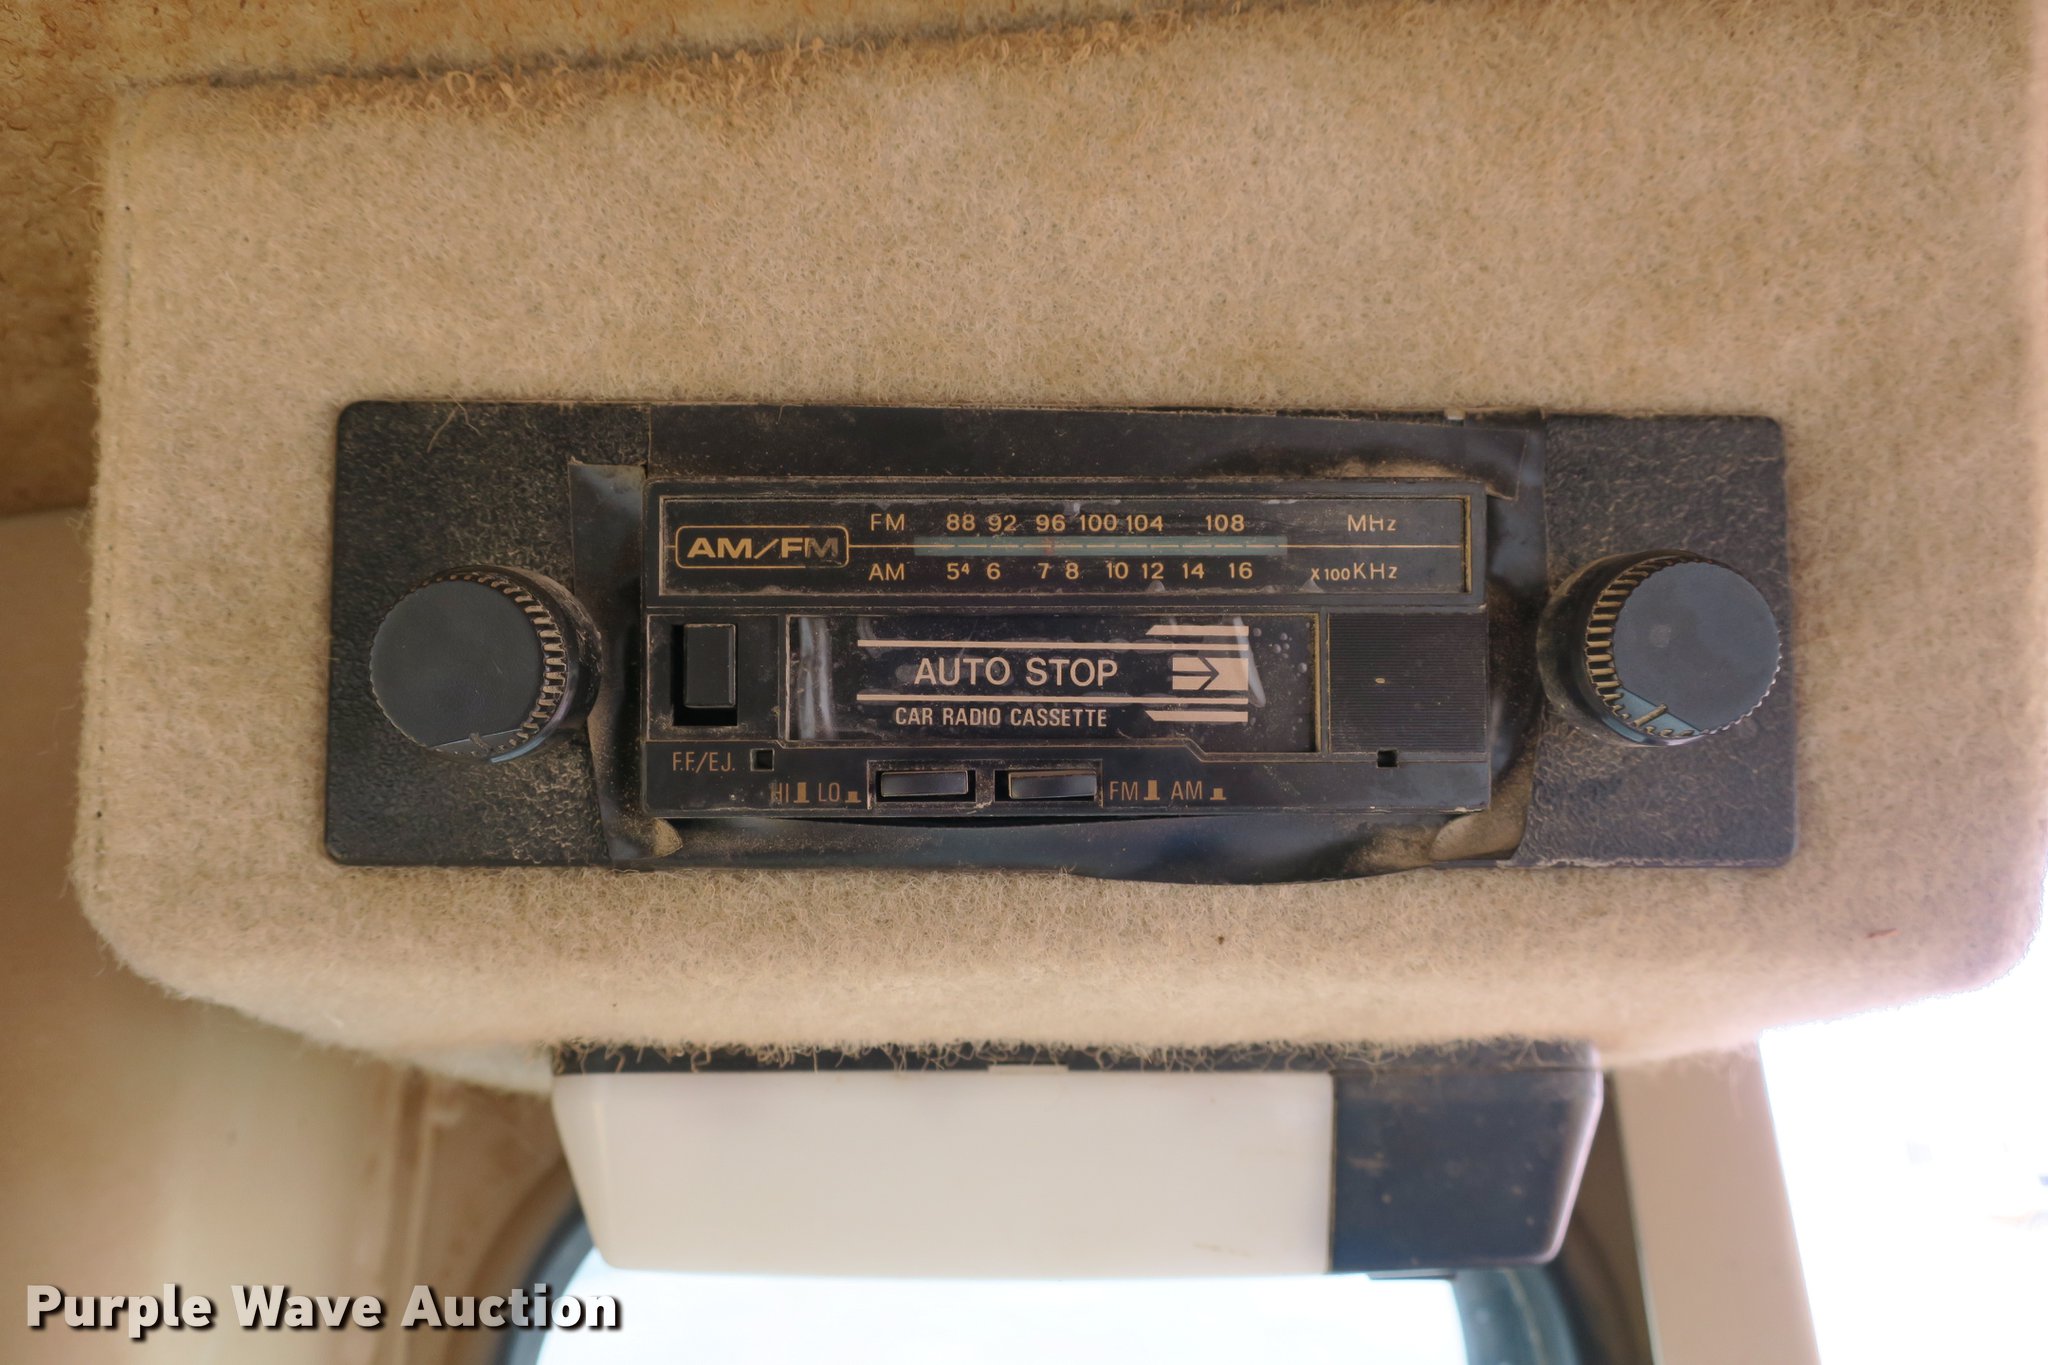 FM 88 92 96 100 104 108 MHz
AM/FM
AM 5⁴ 6 7 8 10 12 14 16 x100KHz
AUTO STOP
CAR RADIO CASSETTE
F.F./EJ.
HI LO FM AM
Purple Wave Auction